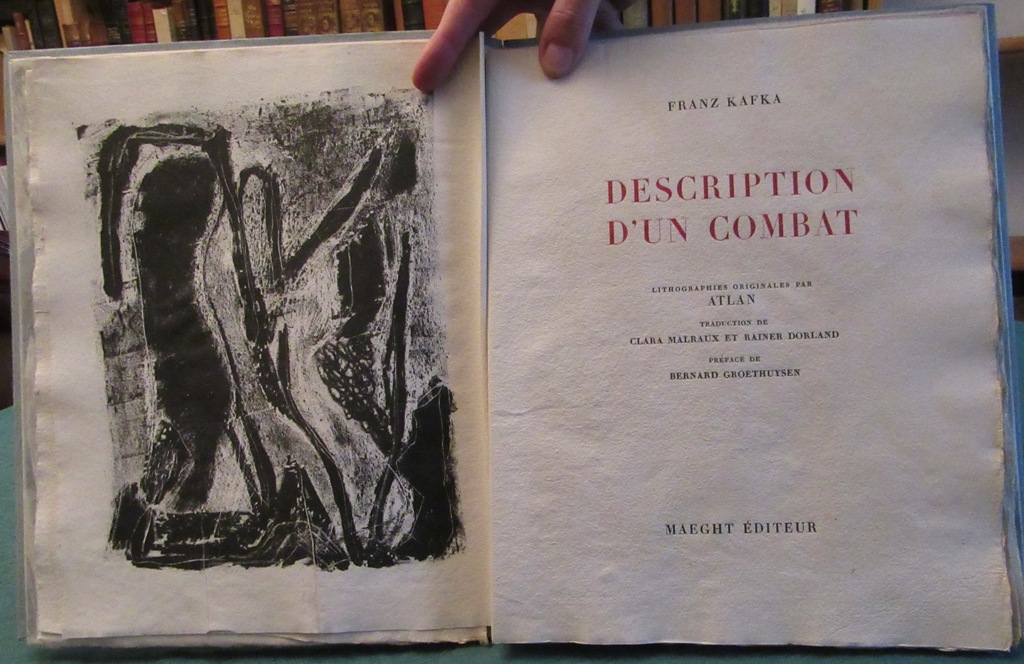 FRANZ KAFKA
DESCRIPTION
D'UN COMBAT
LITHOGRAPHIES ORIGINALES PAR
ATLAN
TRADUCTION DE
CLARA MALRAUX ET RAINER DORLAND
PRÉFACE DE
BERNARD GROETHUYSEN
MAEGHT ÉDITEUR